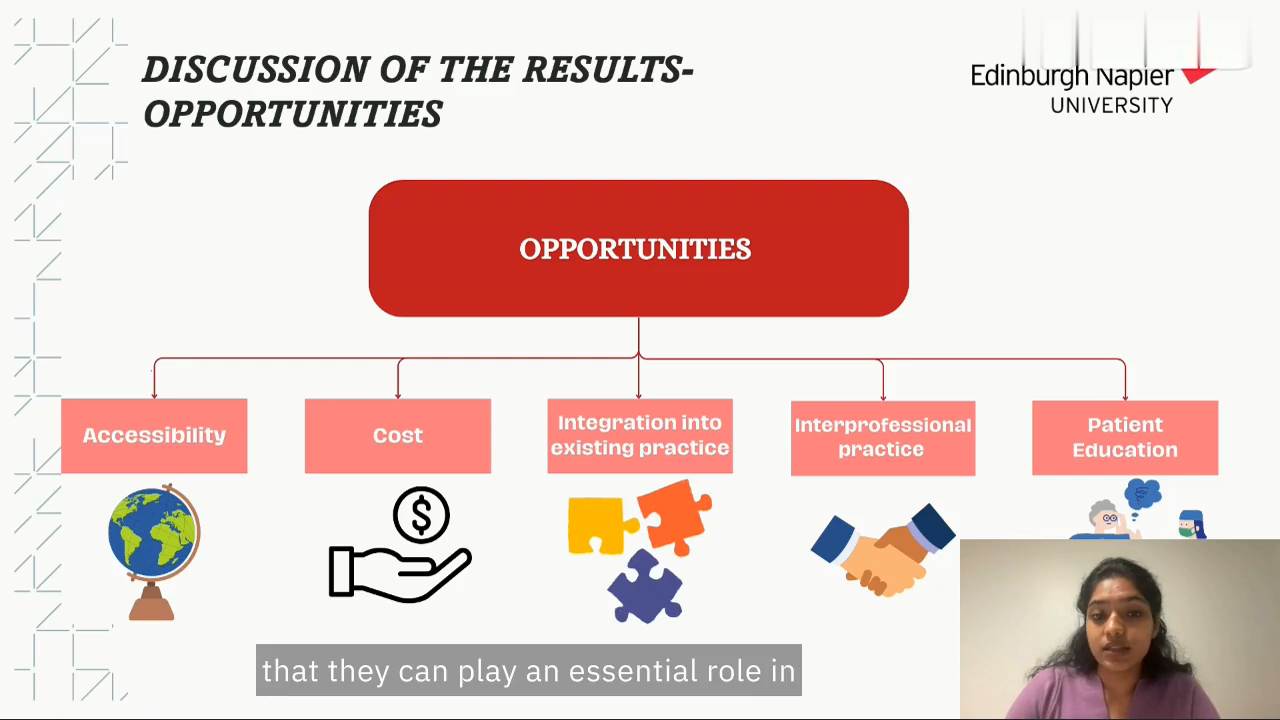 DISCUSSION OF THE RESULTS-
OPPORTUNITIES
Edinburgh Napier
UNIVERSITY
OPPORTUNITIES
Accessibility
Cost
Integration into
existing practice
Interprofessional
practice
Patient
Education
$
that they can play an essential role in